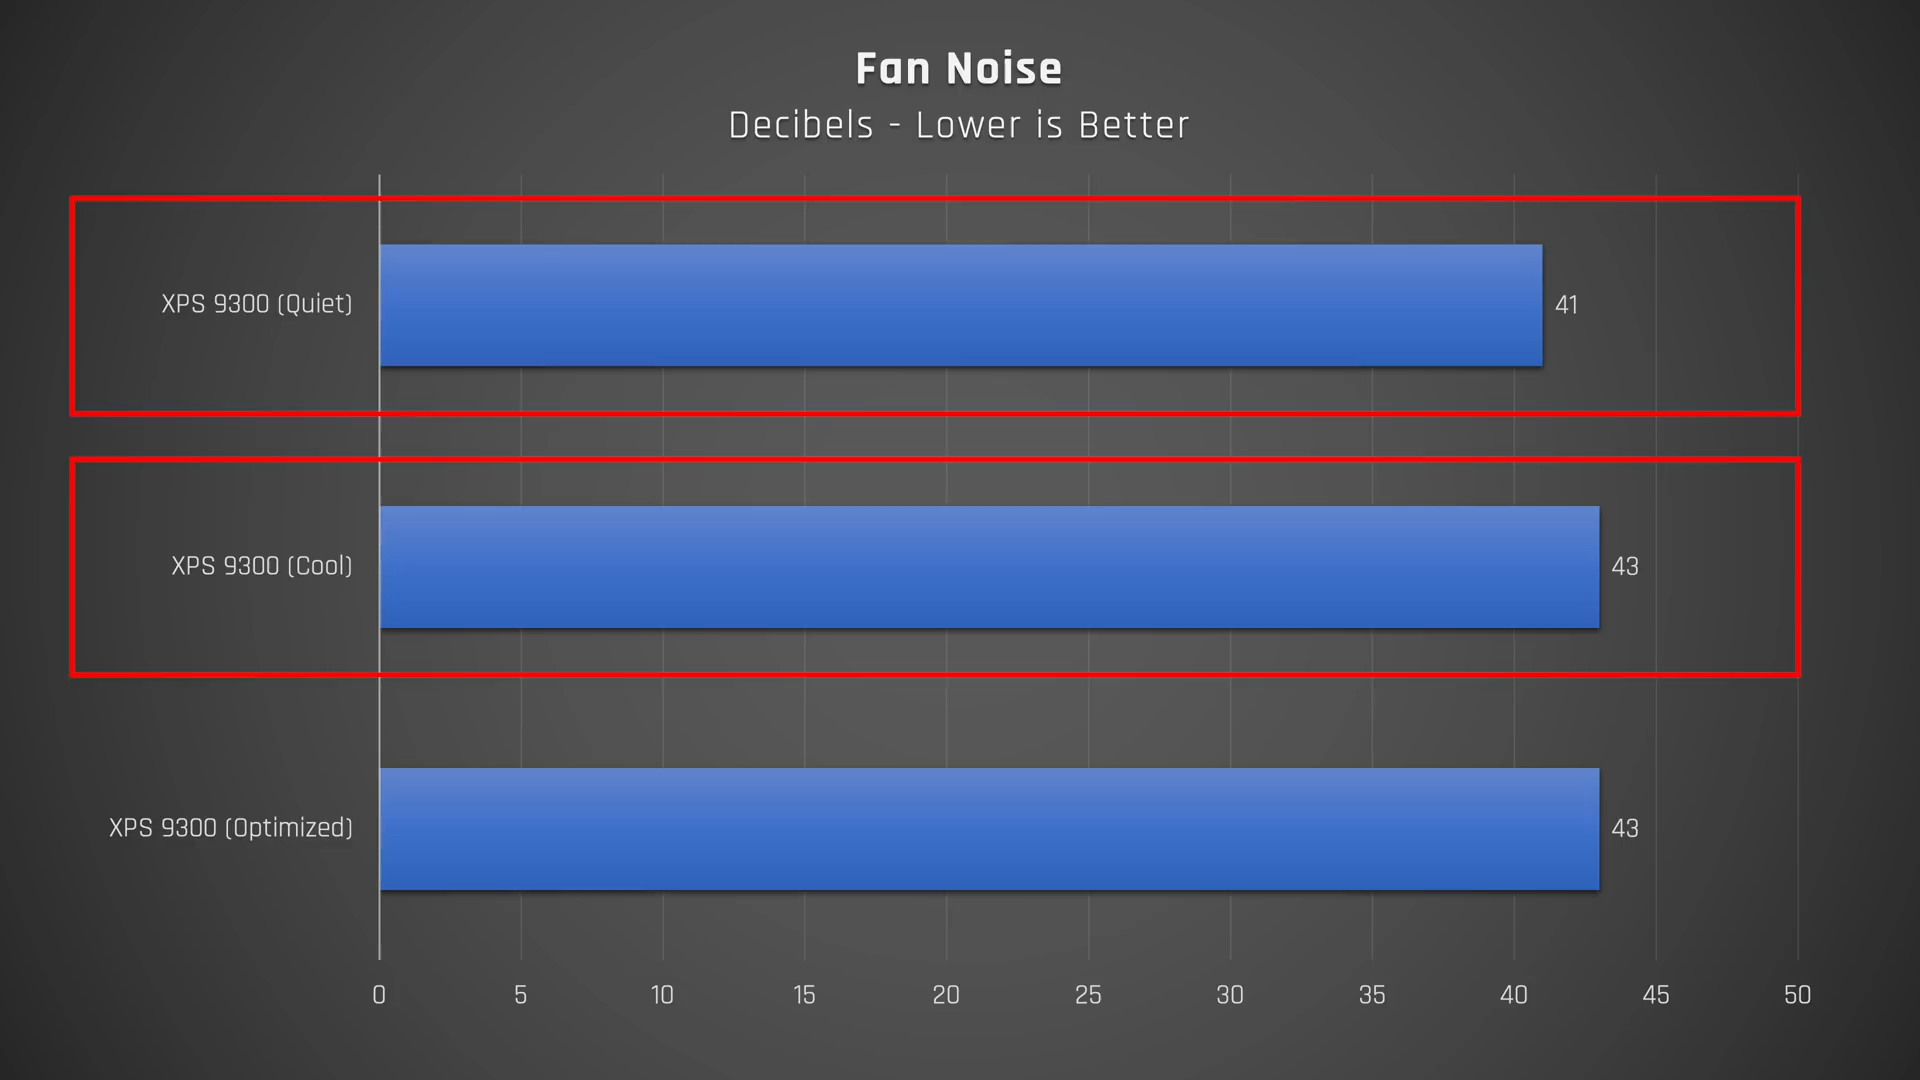 Fan Noise
Decibels - Lower is Better
XPS 9300 (Quiet)
41
XPS 9300 (Cool)
43
XPS 9300 (Optimized)
43
0 5 10 15 20 25 30 35 40 45 50